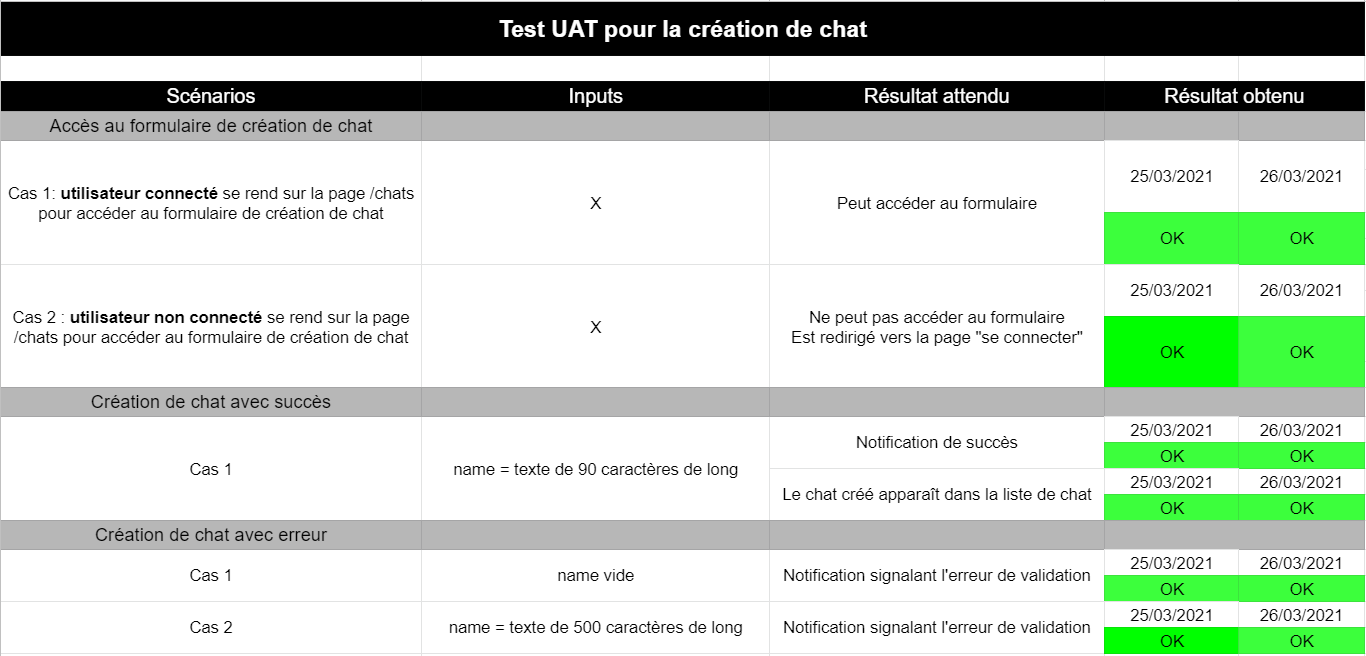 Test UAT pour la création de chat
Scénarios Inputs Résultat attendu Résultat obtenu
Accès au formulaire de création de chat
Cas 1: utilisateur connecté se rend sur la page /chats
pour accéder au formulaire de création de chat
X
Peut accéder au formulaire
25/03/2021 26/03/2021
OK OK
Cas 2 : utilisateur non connecté se rend sur la page
/chats pour accéder au formulaire de création de chat
X
Ne peut pas accéder au formulaire
Est redirigé vers la page "se connecter"
25/03/2021 26/03/2021
OK OK
Création de chat avec succès
Cas 1
name = texte de 90 caractères de long
Notification de succès
25/03/2021 26/03/2021
OK OK
Le chat créé apparaît dans la liste de chat
25/03/2021 26/03/2021
OK OK
Création de chat avec erreur
Cas 1
name vide
Notification signalant l'erreur de validation
25/03/2021 26/03/2021
OK OK
Cas 2
name = texte de 500 caractères de long
Notification signalant l'erreur de validation
25/03/2021 26/03/2021
OK OK